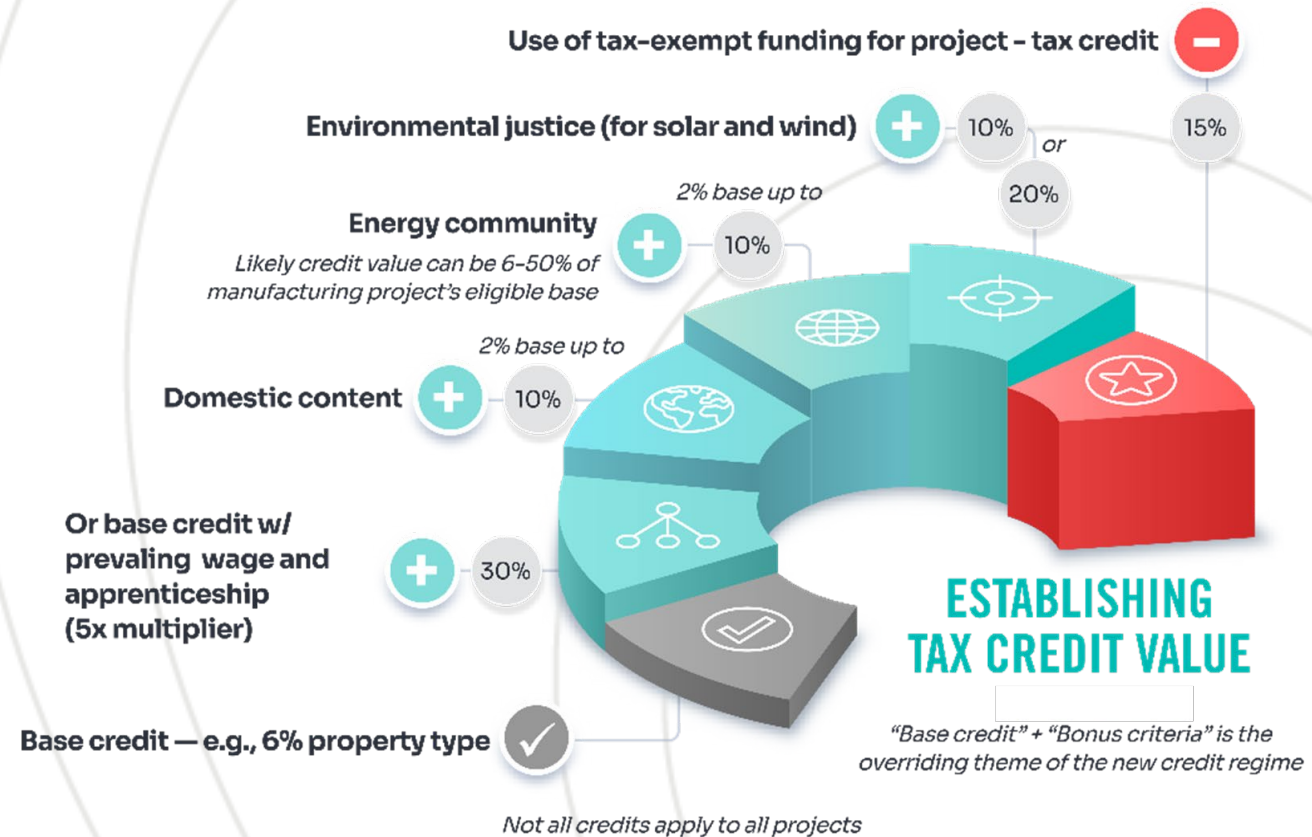 Use of tax-exempt funding for project - tax credit
15%
Environmental justice (for solar and wind)
10%
or
20%
2% base up to
Energy community
10%
Likely credit value can be 6-50% of
manufacturing project's eligible base
2% base up to
Domestic content
10%
Or base credit w/
prevaling wage and
apprenticeship
(5x multiplier)
30%
Base credit — e.g., 6% property type
ESTABLISHING
TAX CREDIT VALUE
"Base credit" + "Bonus criteria" is the
overriding theme of the new credit regime
Not all credits apply to all projects